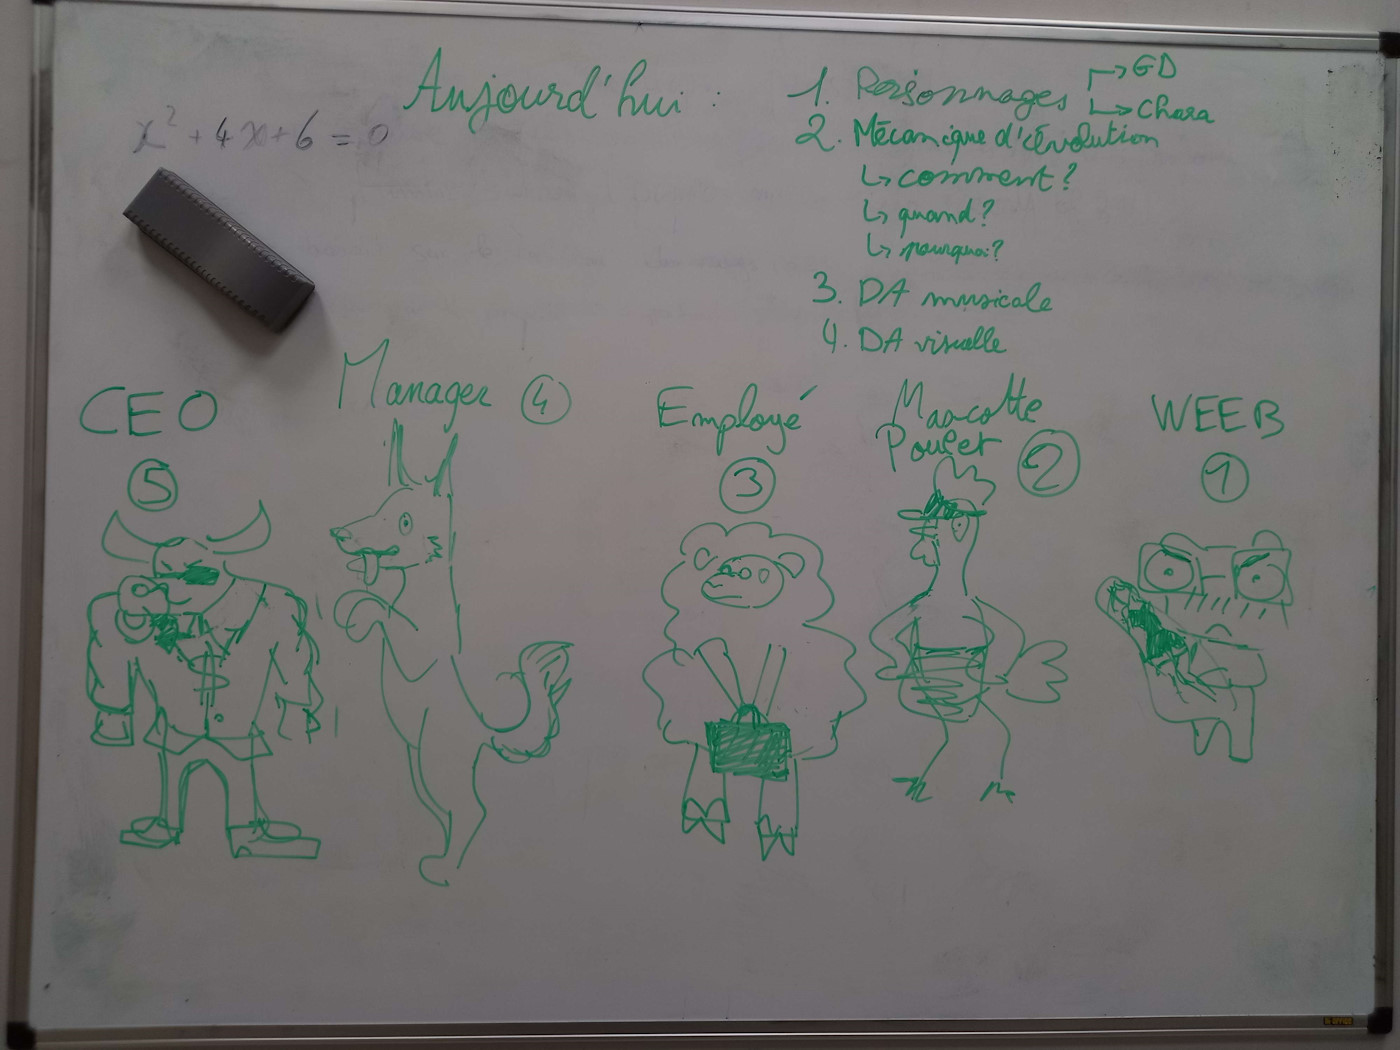 Aujourd'hui :
x² + 4x + 6 = 0
1. Personnages
→ GD
→ Chara
2. Mécanique d'évolution
↳ comment ?
↳ quand ?
↳ pourquoi ?
3. DA musicale
4. DA visuelle
CEO
5
Manager 4
Employé
3
Mascotte
Poulet 2
WEEB
1
$